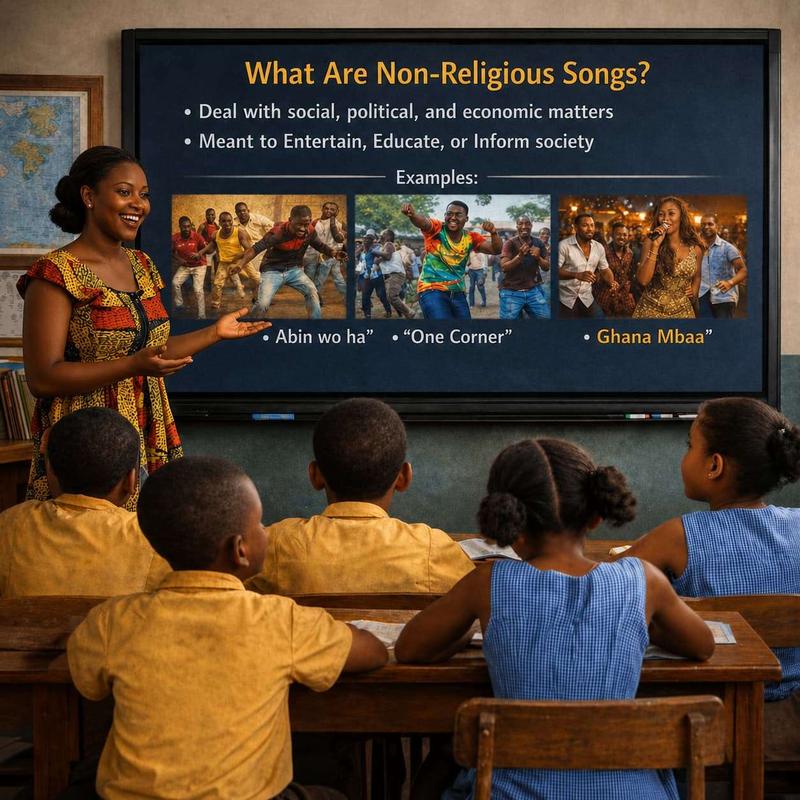 What Are Non-Religious Songs?
• Deal with social, political, and economic matters
• Meant to Entertain, Educate, or Inform society
Examples:
• Abin wo ha” • “One Corner” • Ghana Mbaa”